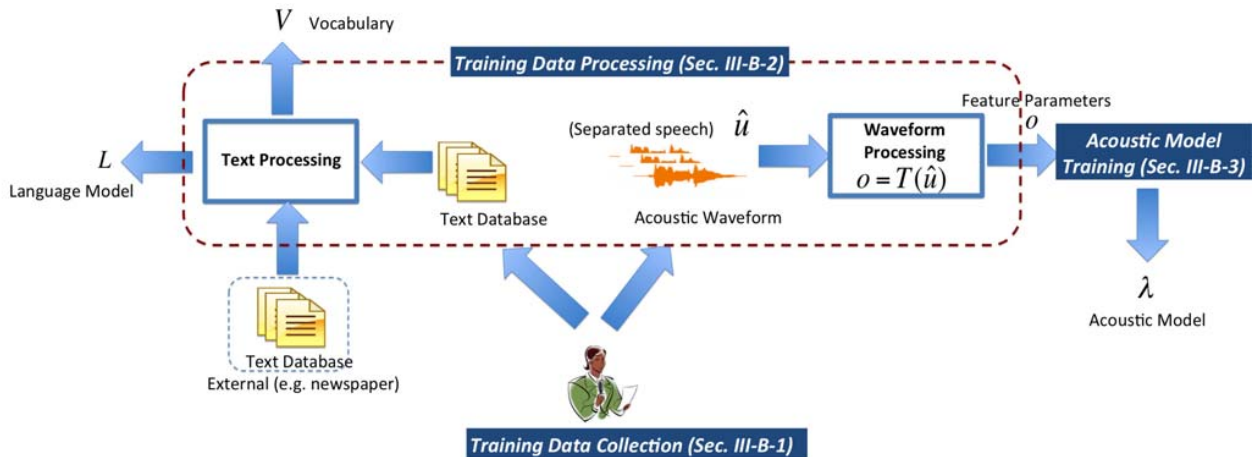 V Vocabulary
Training Data Processing (Sec. III-B-2)
Feature Parameters
o
(Separated speech) û
Waveform
Processing
o = T(û)
Acoustic Model
Training (Sec. III-B-3)
Text Processing
L
Language Model
Text Database
Acoustic Waveform
λ
Acoustic Model
Text Database
External (e.g. newspaper)
Training Data Collection (Sec. III-B-1)